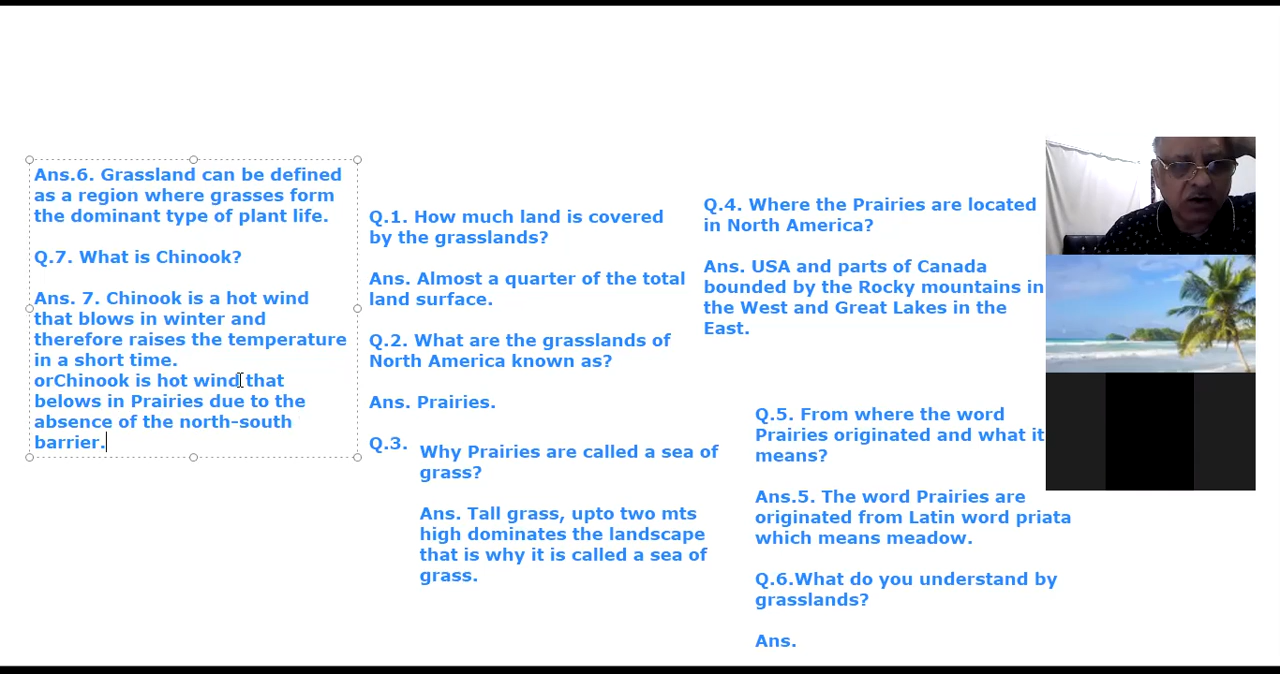 Ans.6. Grassland can be defined
as a region where grasses form
the dominant type of plant life.
Q.7. What is Chinook?
Ans. 7. Chinook is a hot wind
that blows in winter and
therefore raises the temperature
in a short time.
orChinook is hot wind that
belows in Prairies due to the
absence of the north-south
barrier.
Q.1. How much land is covered
by the grasslands?
Ans. Almost a quarter of the total
land surface.
Q.2. What are the grasslands of
North America known as?
Ans. Prairies.
Q.3.
Why Prairies are called a sea of
grass?
Ans. Tall grass, upto two mts
high dominates the landscape
that is why it is called a sea of
grass.
Q.4. Where the Prairies are located
in North America?
Ans. USA and parts of Canada
bounded by the Rocky mountains in
the West and Great Lakes in the
East.
Q.5. From where the word
Prairies originated and what it
means?
Ans.5. The word Prairies are
originated from Latin word priata
which means meadow.
Q.6.What do you understand by
grasslands?
Ans.